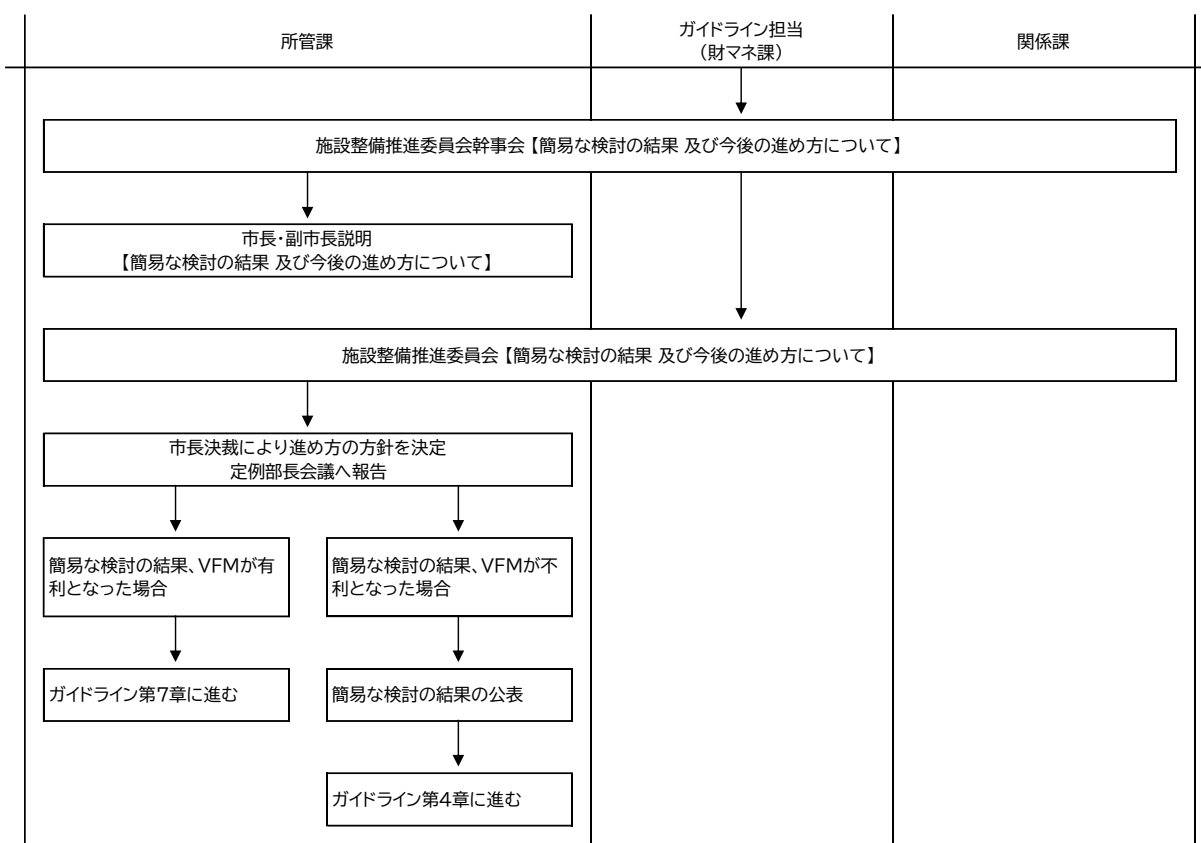 所管課
ガイドライン担当
（財マネ課）
関係課
施設整備推進委員会幹事会【簡易な検討の結果 及び今後の進め方について】
市長・副市長説明
【簡易な検討の結果 及び今後の進め方について】
施設整備推進委員会【簡易な検討の結果 及び今後の進め方について】
市長決裁により進め方の方針を決定
定例部長会議へ報告
簡易な検討の結果、VFMが有
利となった場合
簡易な検討の結果、VFMが不
利となった場合
ガイドライン第7章に進む
簡易な検討の結果の公表
ガイドライン第4章に進む